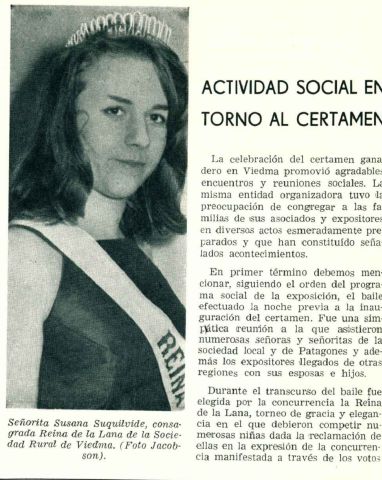 ACTIVIDAD SOCIAL EN
TORNO AL CERTAMEN
La celebración del certamen gana
dero en Viedma promovió agradables
encuentros y reuniones sociales. La
misma entidad organizadora tuvo la
preocupación de congregar a las fa
milias de sus asociados y expositores
en diversos actos esmeradamente pre
parados y que han constituído seña
lados acontecimientos.
En primer término debemos men
cionar, siguiendo el orden del progra
ma social de la exposición, el baile
efectuado la noche previa a la inau
guración del certamen. Fue una sim
pática reunión a la que asistieron
numerosas señoras y señoritas de la
sociedad local y de Patagones y ade
más los expositores llegados de otras
regiones con sus esposas e hijos.
Durante el transcurso del baile fue
elegida por la concurrencia la Reina
de la Lana, torneo de gracia y elegan
cia en el que debieron competir nu
merosas niñas dada la reclamación de
ellas en la expresión de la concurren
cia manifestada a través de los votos
REINA
Señorita Susana Suquilvide, consa-
grada Reina de la Lana de la Socie-
dad Rural de Viedma. (Foto Jacob-
son).